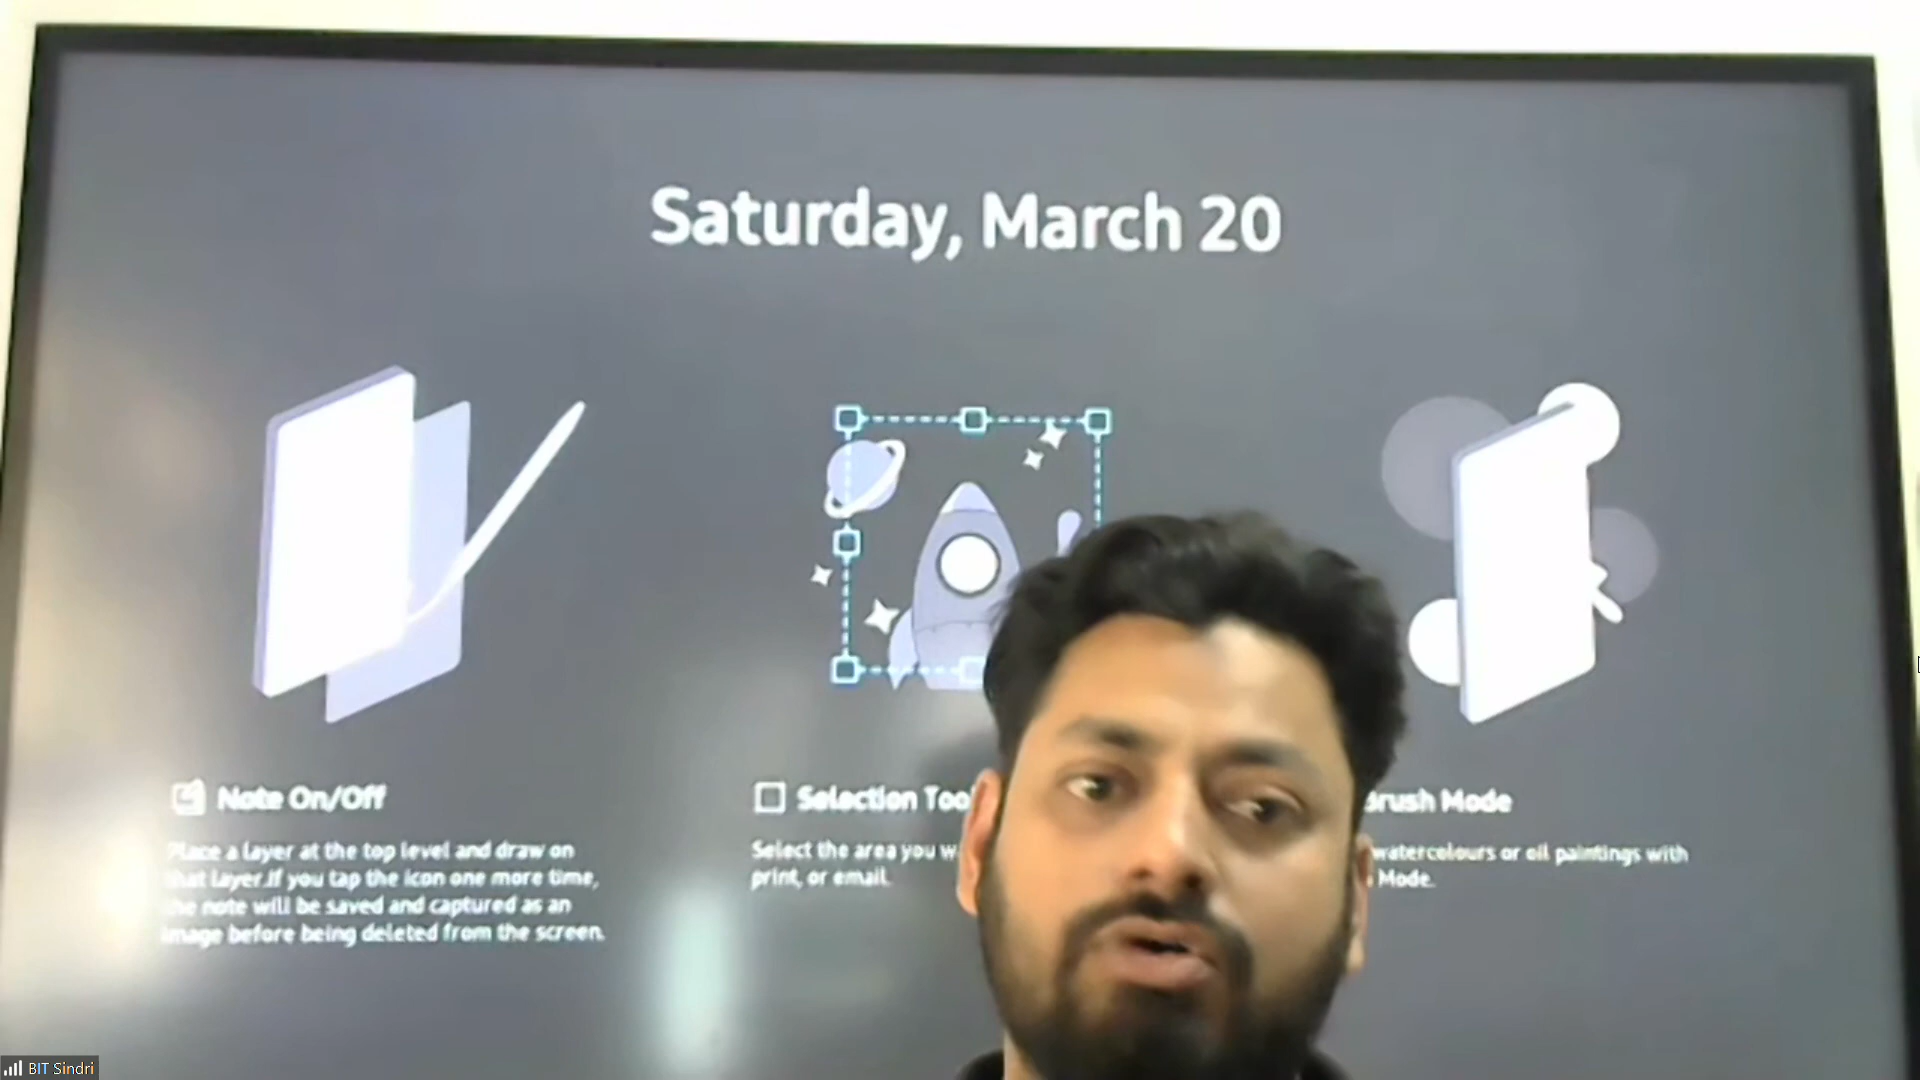 Saturday, March 20
Note On/Off
Place a layer at the top level and draw on
that layer.If you tap the icon one more time,
the note will be saved and captured as an
image before being deleted from the screen.
Selection Too
Select the area you w
print, or email.
Brush Mode
watercolours or oil paintings with
Mode.
BIT Sindri